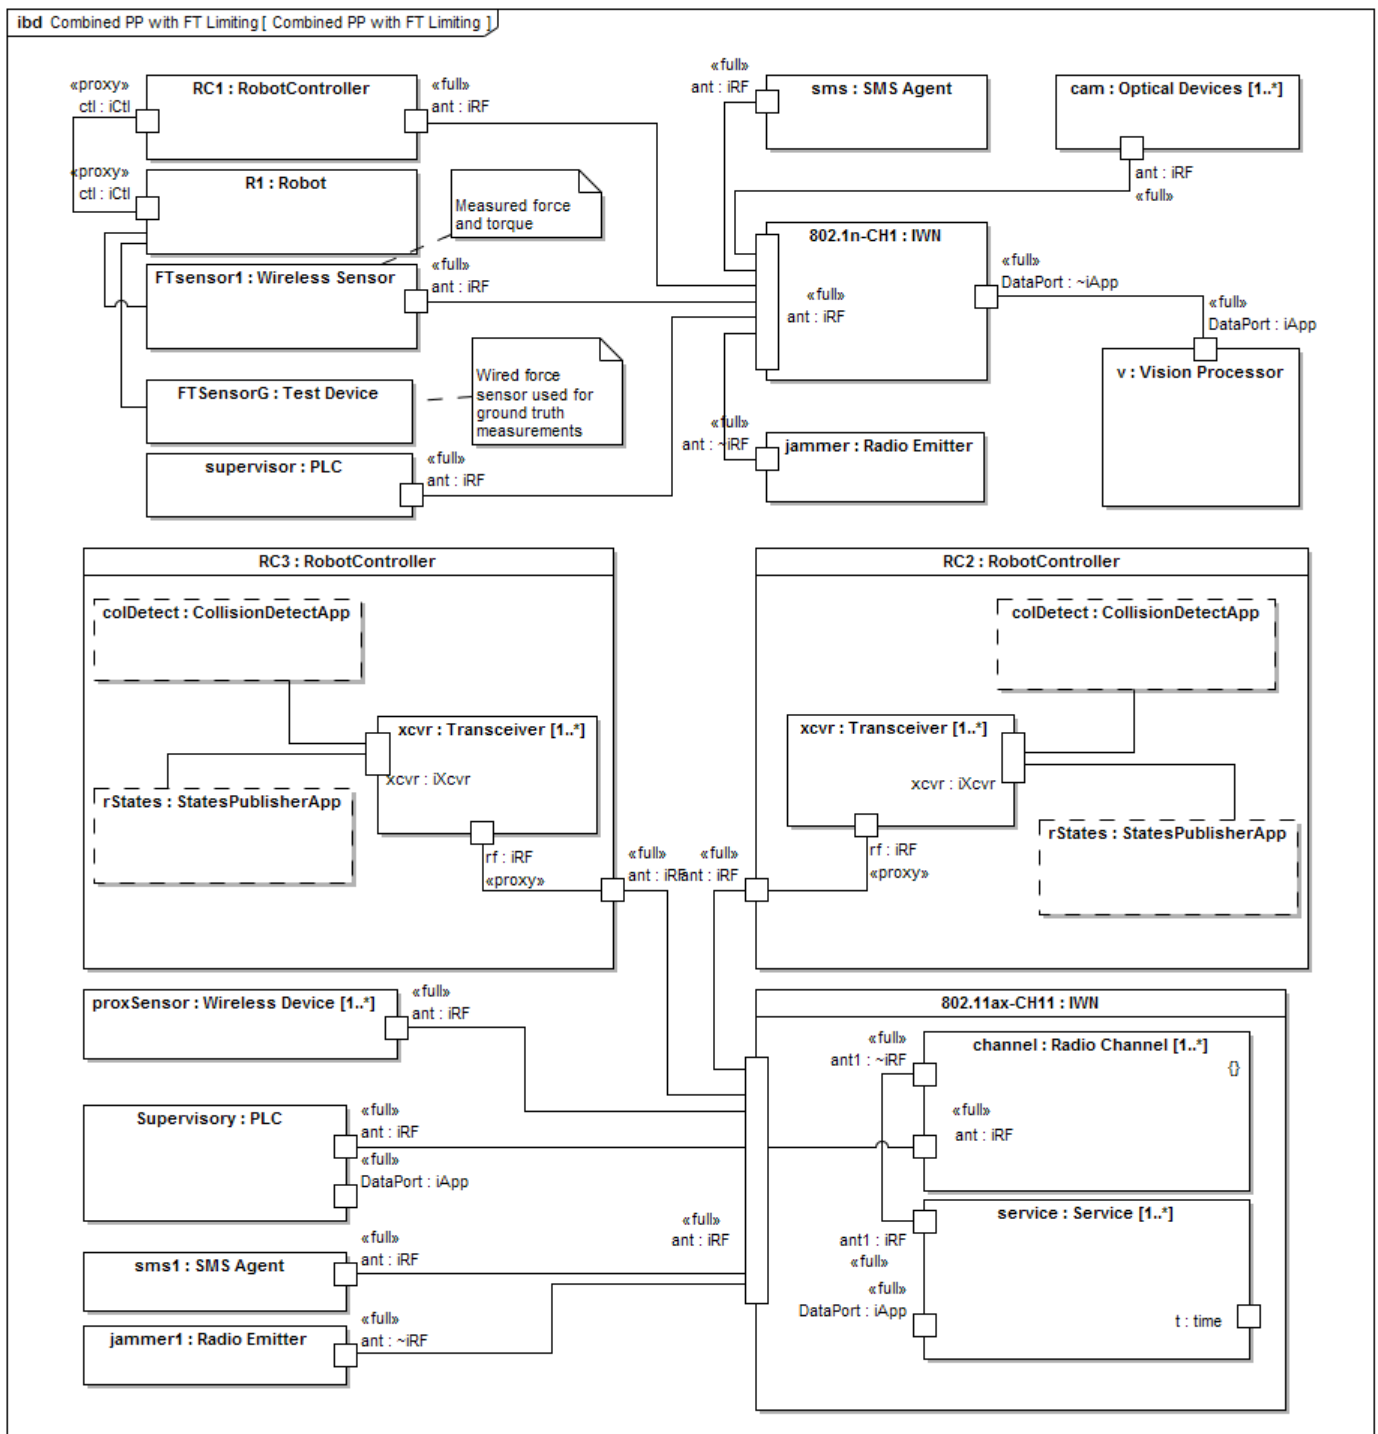 ibd Combined PP with FT Limiting [ Combined PP with FT Limiting ]
«proxy»
ctl : iCtl
RC1 : RobotController
«full»
ant : iRF
«full»
ant : iRF
sms : SMS Agent
cam : Optical Devices [1..*]
ant : iRF
«full»
«proxy»
ctl : iCtl
R1 : Robot
Measured force
and torque
FTsensor1 : Wireless Sensor
«full»
ant : iRF
802.1n-CH1 : IWN
«full»
ant : iRF
«full»
DataPort : ~iApp
«full»
DataPort : iApp
v : Vision Processor
FTSensorG : Test Device
Wired force
sensor used for
ground truth
measurements
«full»
ant : ~iRF
jammer : Radio Emitter
supervisor : PLC
«full»
ant : iRF
RC3 : RobotController
colDetect : CollisionDetectApp
xcvr : Transceiver [1..*]
xcvr : iXcvr
rStates : StatesPublisherApp
rf : iRF
«proxy»
«full»
ant : iRF
RC2 : RobotController
colDetect : CollisionDetectApp
xcvr : Transceiver [1..*]
xcvr : iXcvr
rStates : StatesPublisherApp
rf : iRF
«proxy»
«full»
ant : iRF
proxSensor : Wireless Device [1..*]
«full»
ant : iRF
802.11ax-CH11 : IWN
«full»
ant1 : ~iRF
channel : Radio Channel [1..*]
{}
«full»
ant : iRF
Supervisory : PLC
«full»
ant : iRF
«full»
DataPort : iApp
«full»
ant : iRF
service : Service [1..*]
ant1 : iRF
«full»
«full»
DataPort : iApp
t : time
sms1 : SMS Agent
«full»
ant : iRF
jammer1 : Radio Emitter
«full»
ant : ~iRF